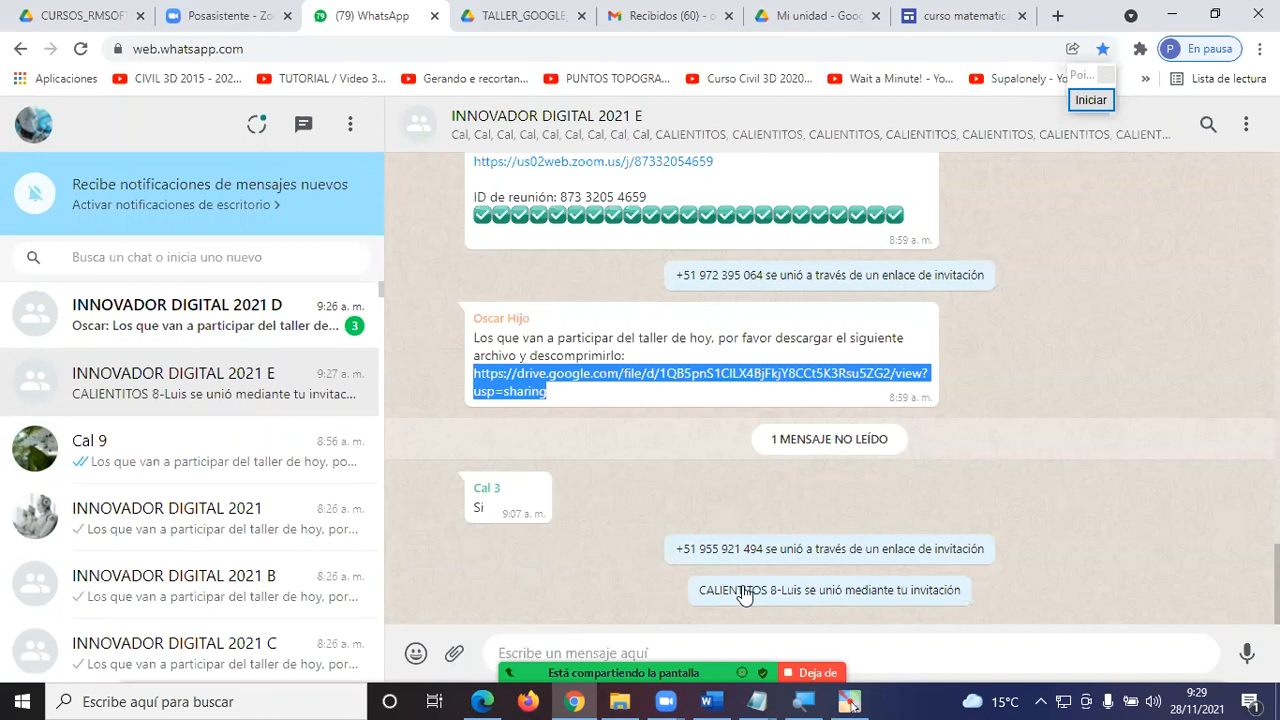 CURSOS_RMSOFT
Posasistente - Zo
(79) WhatsApp
TALLER_GOOGLE_
Recibidos (60) - o
Mi unidad - Goog
curso matematic
web.whatsapp.com
P En pausa
Aplicaciones
CIVIL 3D 2015 - 202...
TUTORIAL / Video 3...
Gerando e recortan...
PUNTOS TOPOGRA...
Curso Civil 3D 2020...
Wait a Minute! - Yo...
Supalonely - Yo...
»
Lista de lectura
Poi...
Iniciar
INNOVADOR DIGITAL 2021 E
Cal, Cal, Cal, Cal, Cal, Cal, Cal, Cal, Cal, CALIENTITOS, CALIENTITOS, CALIENTITOS, CALIENTITOS, CALIENTITOS, CALIENTITOS, CALIENT...
Recibe notificaciones de mensajes nuevos
Activar notificaciones de escritorio >
Busca un chat o inicia uno nuevo
INNOVADOR DIGITAL 2021 D
9:26 a. m.
Oscar: Los que van a participar del taller de...
3
INNOVADOR DIGITAL 2021 E
9:27 a. m.
CALIENTITOS 8-Luis se unió mediante tu invitac...
Cal 9
8:56 a. m.
Los que van a participar del taller de hoy, po...
INNOVADOR DIGITAL 2021
8:26 a. m.
Los que van a participar del taller de hoy, por...
INNOVADOR DIGITAL 2021 B
8:26 a. m.
Los que van a participar del taller de hoy, por...
INNOVADOR DIGITAL 2021 C
8:26 a. m.
Los que van a participar del taller de hoy, por...
https://us02web.zoom.us/j/87332054659
ID de reunión: 873 3205 4659
8:59 a. m.
+51 972 395 064 se unió a través de un enlace de invitación
Oscar Hijo
Los que van a participar del taller de hoy, por favor descargar el siguiente
archivo y descomprimirlo:
https://drive.google.com/file/d/1QB5pnS1ClLX4BjFkjY8CCt5K3Rsu5ZG2/view?
usp=sharing
8:59 a. m.
1 MENSAJE NO LEÍDO
Cal 3
Si
9:07 a. m.
+51 955 921 494 se unió a través de un enlace de invitación
CALIENTITOS 8-Luis se unió mediante tu invitación
Escribe un mensaje aquí
Está compartiendo la pantalla
Deja de
Escribe aquí para buscar
15°C
9:29
28/11/2021
1